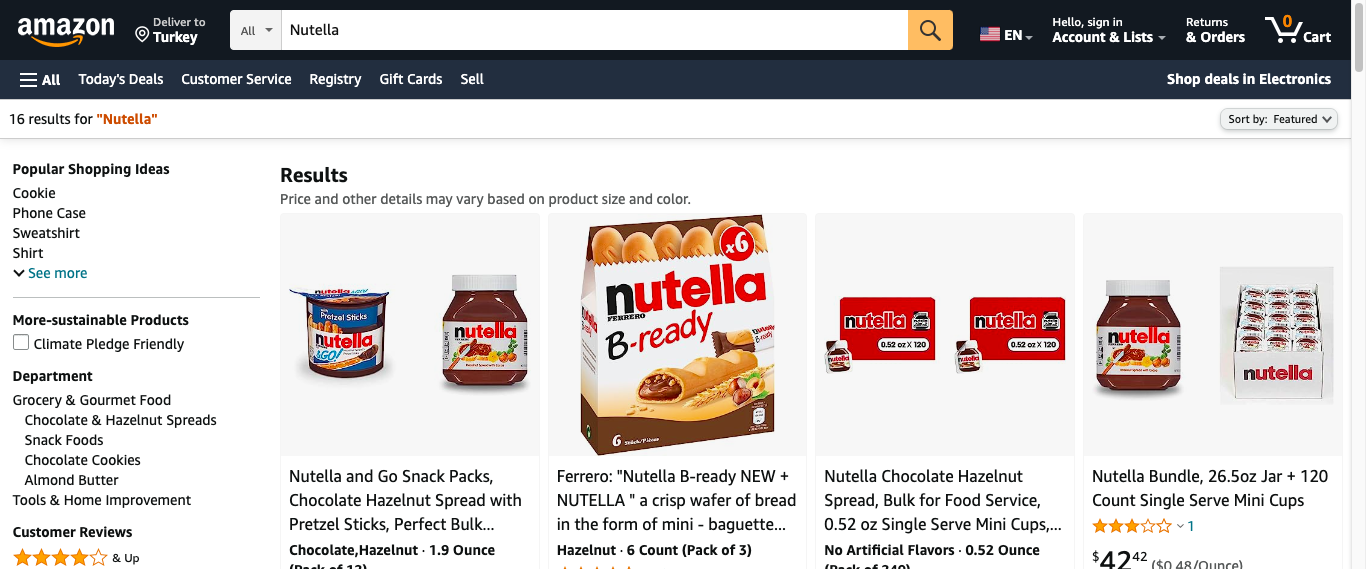 amazon
Deliver to
Turkey
All
Nutella
EN
Hello, sign in
Account & Lists
Returns
& Orders
0
Cart
All
Today's Deals
Customer Service
Registry
Gift Cards
Sell
Shop deals in Electronics
16 results for "Nutella"
Sort by: Featured
Popular Shopping Ideas
Cookie
Phone Case
Sweatshirt
Shirt
See more
More-sustainable Products
Climate Pledge Friendly
Department
Grocery & Gourmet Food
Chocolate & Hazelnut Spreads
Snack Foods
Chocolate Cookies
Almond Butter
Tools & Home Improvement
Customer Reviews
& Up
Results
Price and other details may vary based on product size and color.
Pretzel Sticks
nutella
&GO!
nutella
Nutella and Go Snack Packs,
Chocolate Hazelnut Spread with
Pretzel Sticks, Perfect Bulk...
Chocolate,Hazelnut · 1.9 Ounce
(Pack of 12)
x6
nutella
FERRERO
B-ready
6
Ferrero: "Nutella B-ready NEW +
NUTELLA " a crisp wafer of bread
in the form of mini - baguette...
Hazelnut · 6 Count (Pack of 3)
nutella
0.52 oz X 120
nutella
nutella
0.52 oz X 120
nutella
Nutella Chocolate Hazelnut
Spread, Bulk for Food Service,
0.52 oz Single Serve Mini Cups,...
No Artificial Flavors · 0.52 Ounce
(Pack of 240)
nutella
nutella
Nutella Bundle, 26.5oz Jar + 120
Count Single Serve Mini Cups
1
$42.42 ($0.48/Ounce)